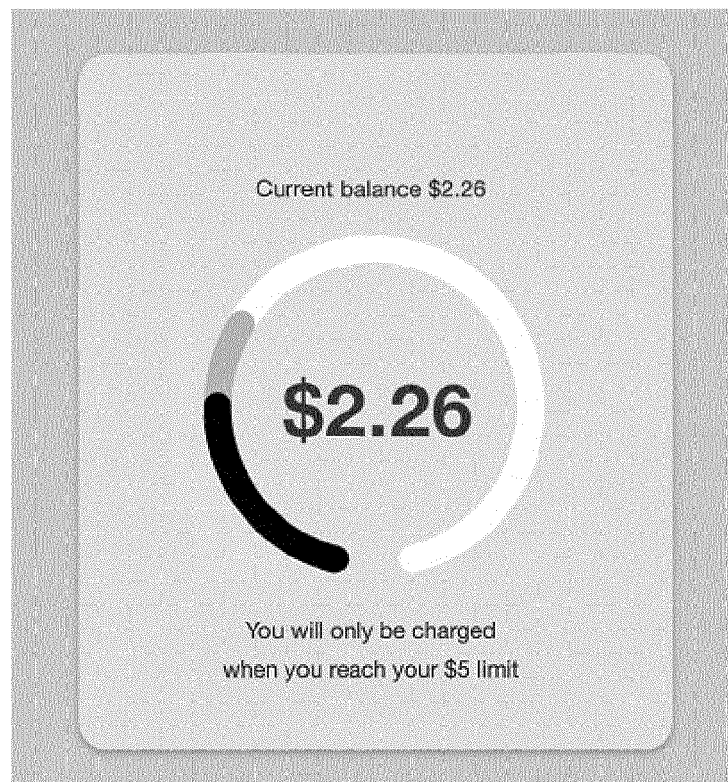 Current balance $2.26
$2.26
You will only be charged
when you reach your $5 limit